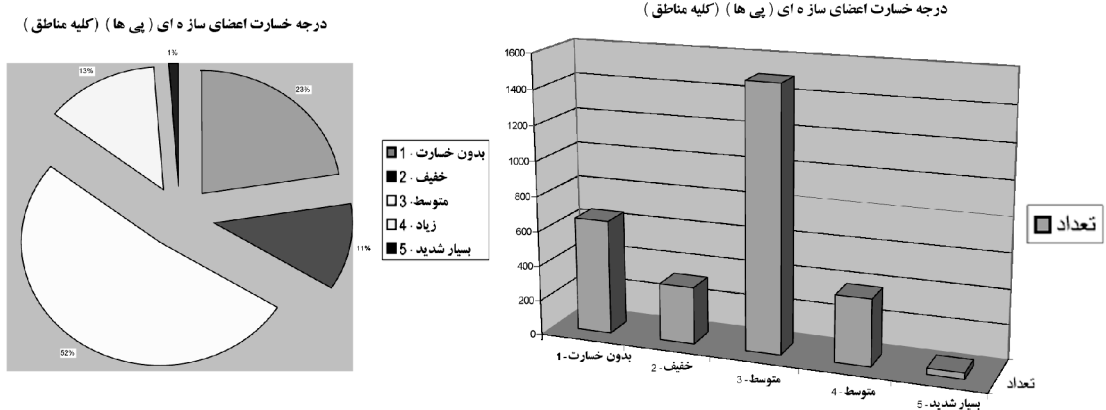 درجه خسارت اعضای ساز ه ای ( پی ها ) (کلیه مناطق )
1%
13%
23%
11%
52%
1 - بدون خسارت
2 - خفیف
3 - متوسط
4 - زیاد
5 - بسیار شدید
درجه خسارت اعضای ساز ه ای ( پی ها ) (کلیه مناطق )
1600
1400
1200
1000
800
600
400
200
0
1 - بدون خسارت
2 - خفیف
3 - متوسط
4 - متوسط
5 - بسیار شدید
تعداد
تعداد